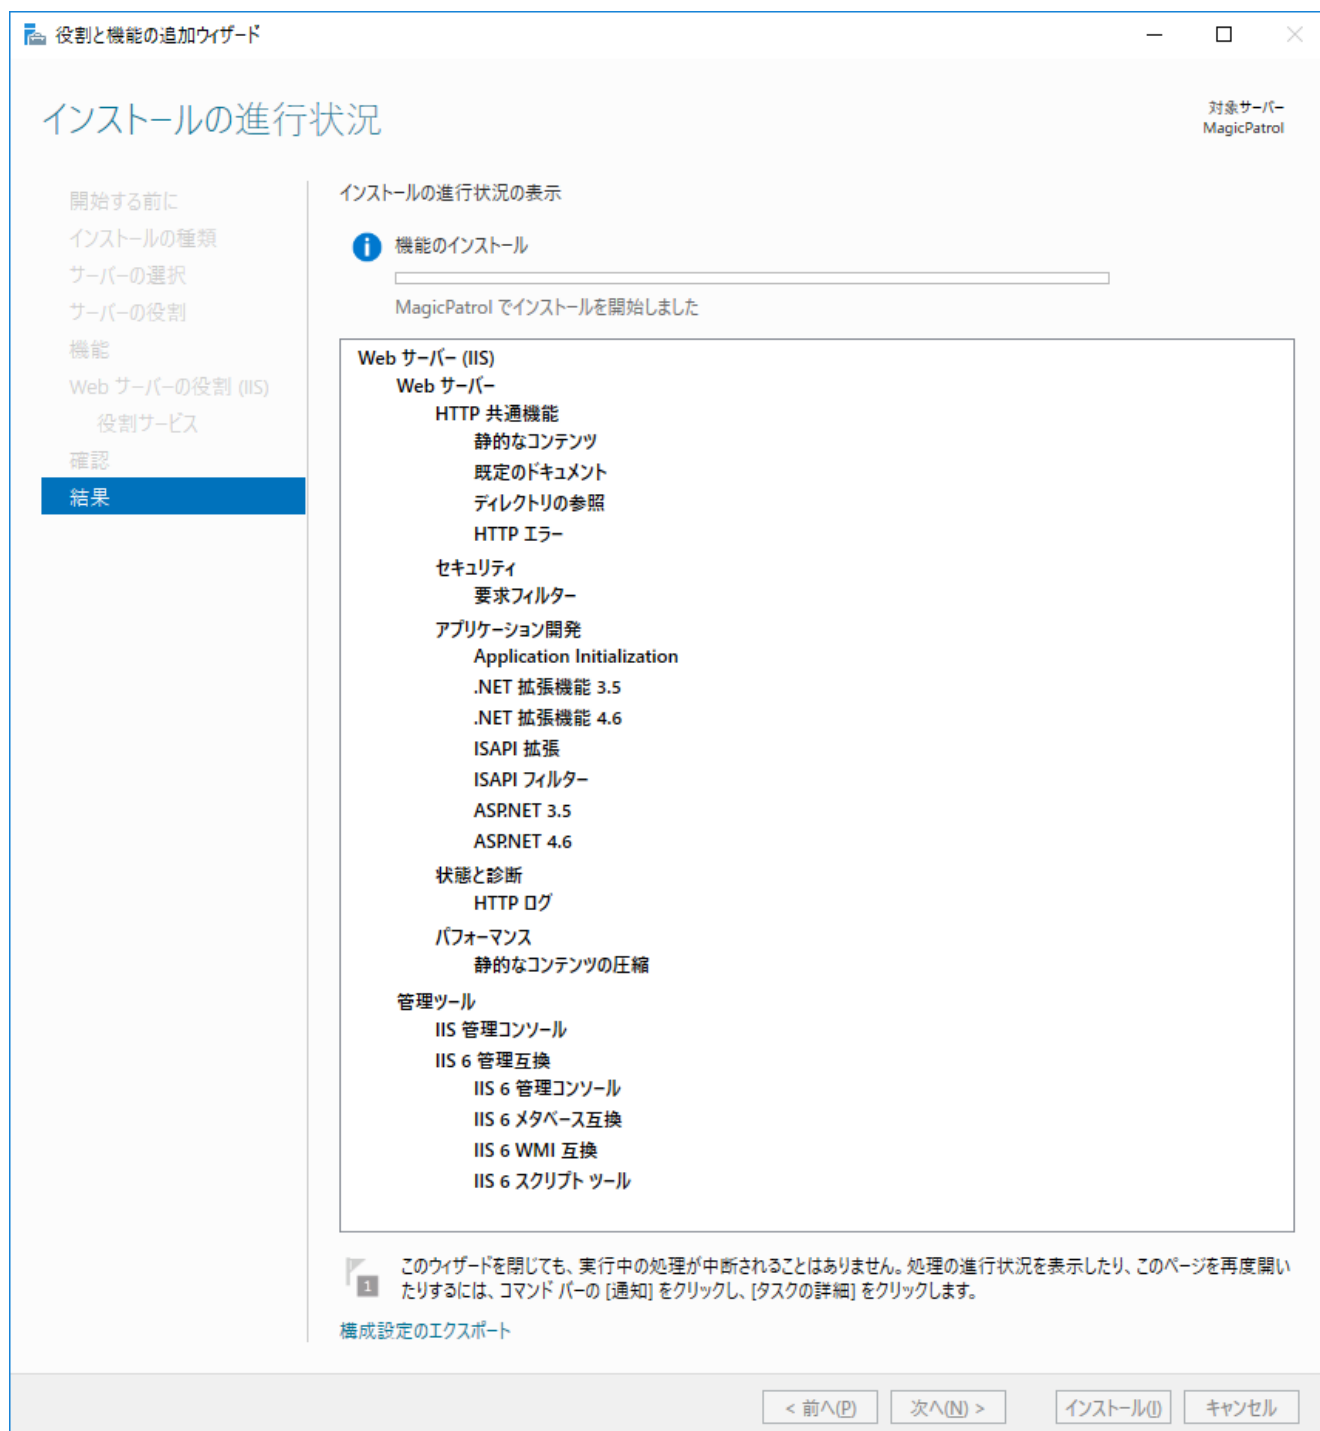 役割と機能の追加ウィザード
インストールの進行状況
対象サーバー
MagicPatrol
開始する前に
インストールの種類
サーバーの選択
サーバーの役割
機能
Web サーバーの役割 (IIS)
役割サービス
確認
結果
インストールの進行状況の表示
機能のインストール
MagicPatrol でインストールを開始しました
Web サーバー (IIS)
Web サーバー
HTTP 共通機能
静的なコンテンツ
既定のドキュメント
ディレクトリの参照
HTTP エラー
セキュリティ
要求フィルター
アプリケーション開発
Application Initialization
.NET 拡張機能 3.5
.NET 拡張機能 4.6
ISAPI 拡張
ISAPI フィルター
ASP.NET 3.5
ASP.NET 4.6
状態と診断
HTTP ログ
パフォーマンス
静的なコンテンツの圧縮
管理ツール
IIS 管理コンソール
IIS 6 管理互換
IIS 6 管理コンソール
IIS 6 メタベース互換
IIS 6 WMI 互換
IIS 6 スクリプト ツール
1
このウィザードを閉じても、実行中の処理が中断されることはありません。処理の進行状況を表示したり、このページを再度開い
たりするには、コマンド バーの [通知] をクリックし、[タスクの詳細] をクリックします。
構成設定のエクスポート
< 前へ(P)
次へ(N) >
インストール(I)
キャンセル